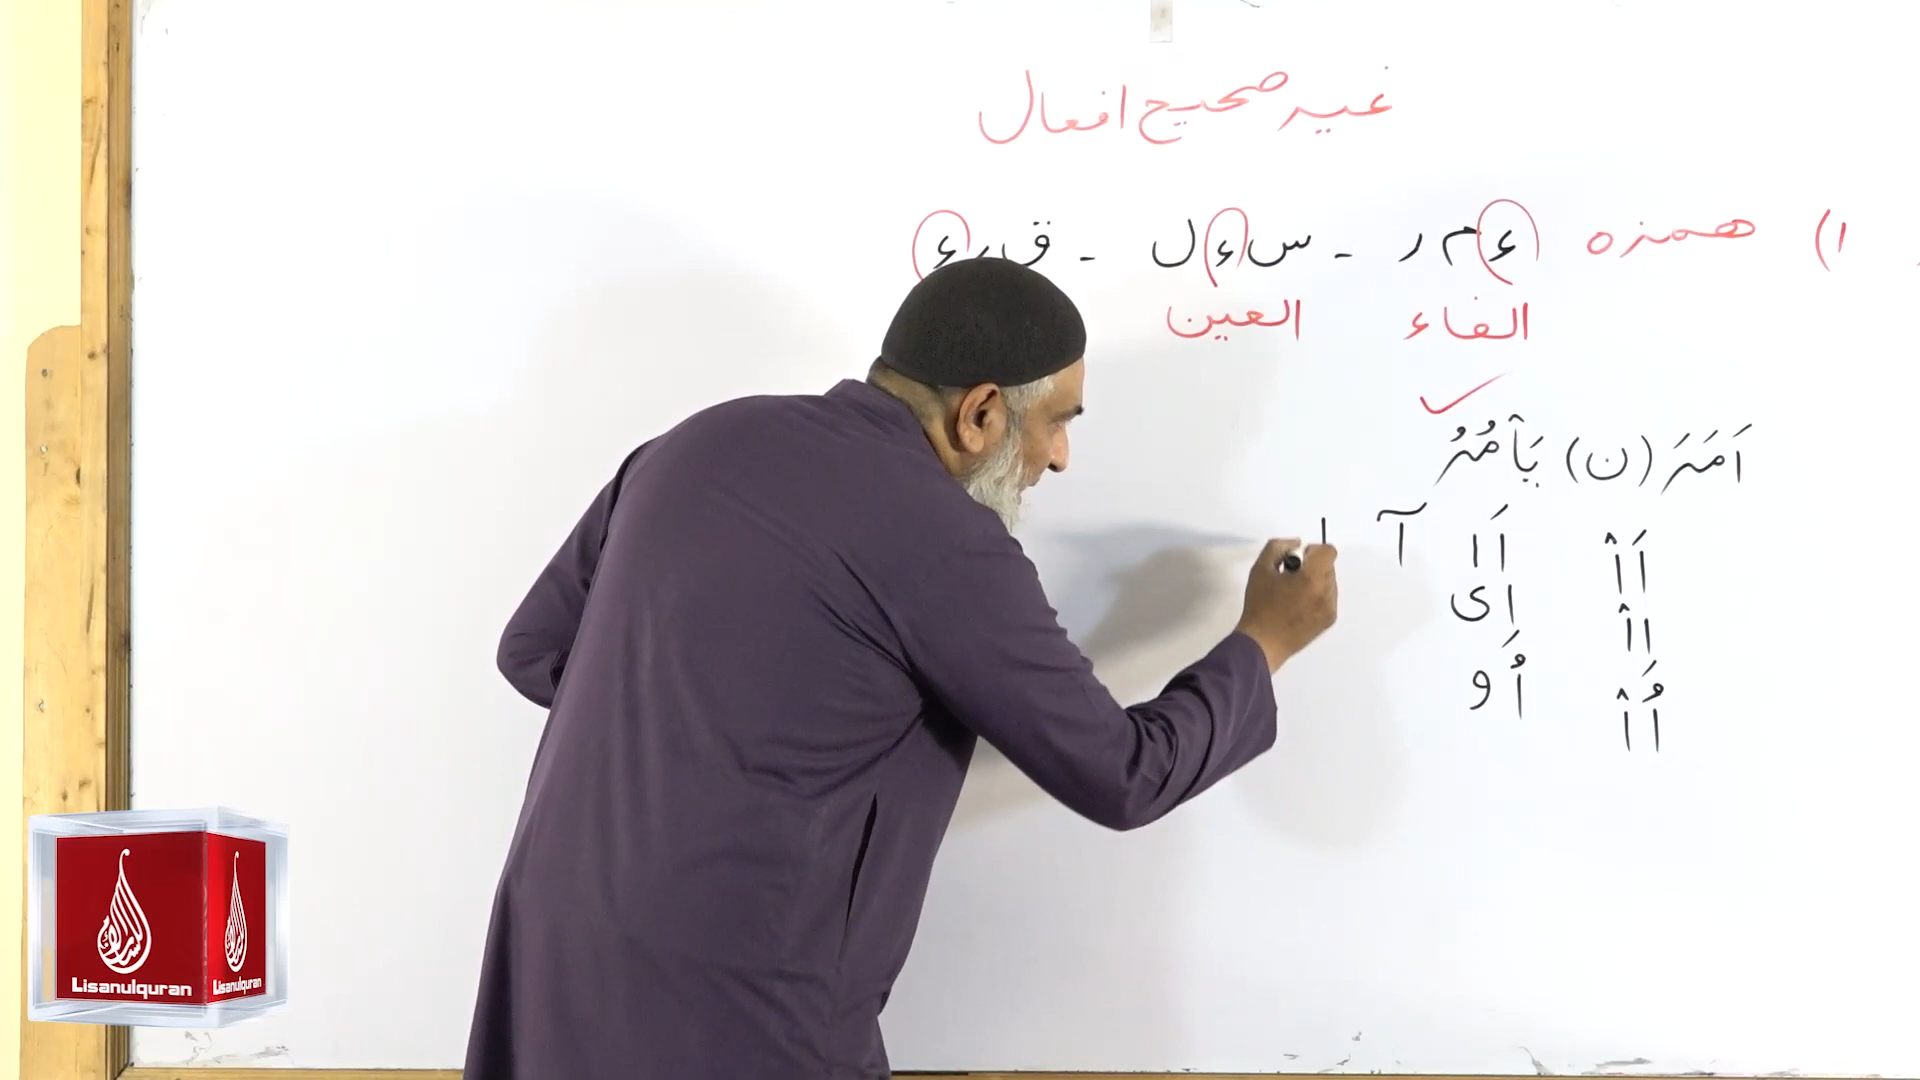 غیر صحیح افعال
۱) ھمزہ ء م ر - س ء ل - ق ر ء
الفاء العین
اَمَرَ (ن) یَأْمُرُ
اَاْ اَا آ ا
اِاْ اِی
اُاْ اُو
Lisanulquran
Lisanulquran